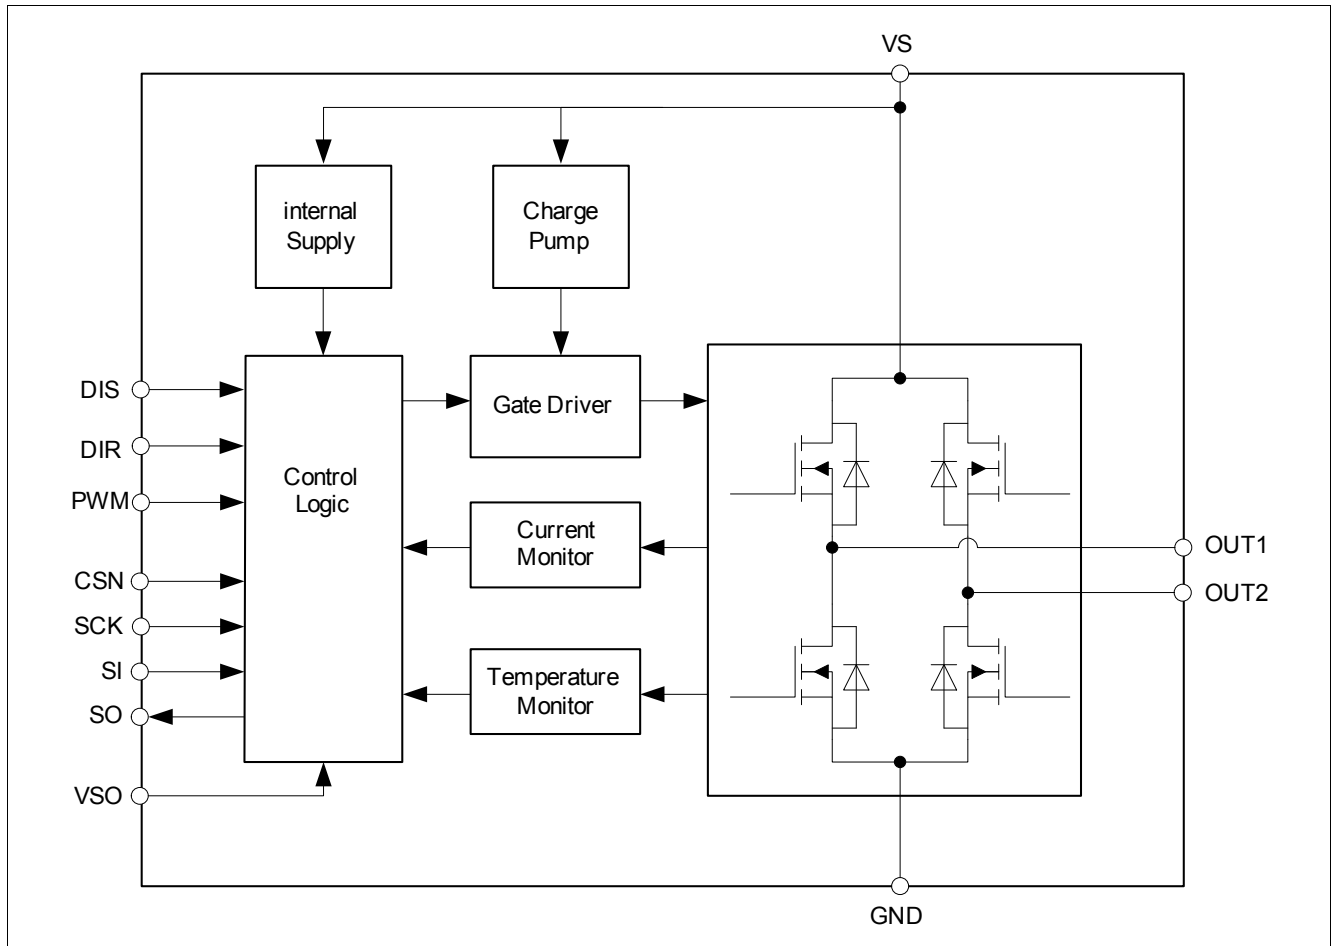 VS
internal
Supply
Charge
Pump
DIS
DIR
PWM
CSN
SCK
SI
SO
VSO
Control
Logic
Gate Driver
Current
Monitor
Temperature
Monitor
OUT1
OUT2
GND